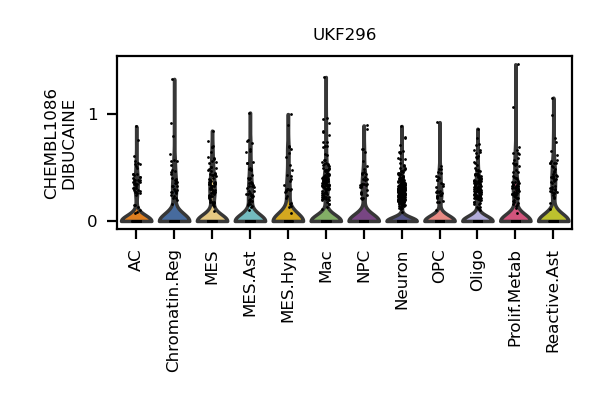 UKF296
CHEMBL1086
DIBUCAINE
1
0
AC
Chromatin.Reg
MES
MES.Ast
MES.Hyp
Mac
NPC
Neuron
OPC
Oligo
Prolif.Metab
Reactive.Ast